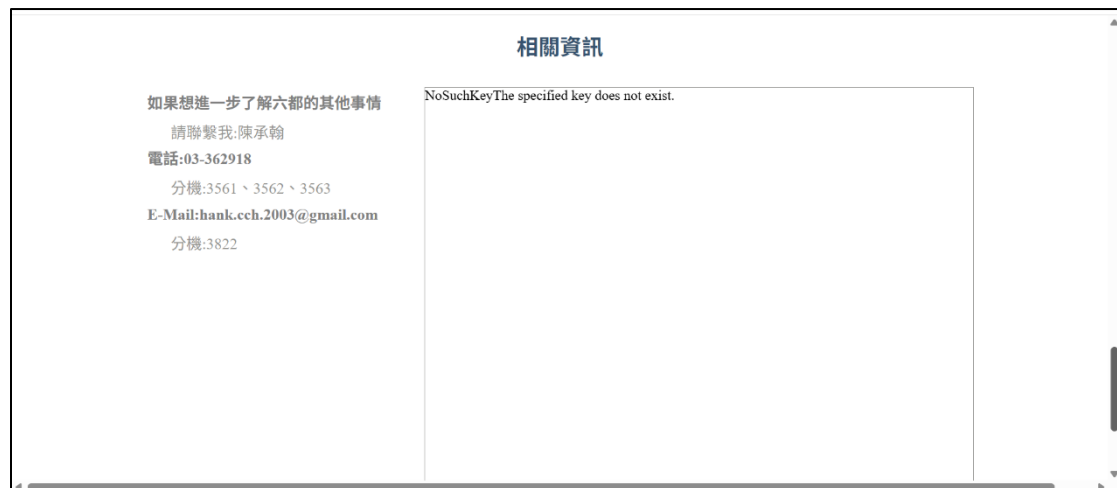 相關資訊
如果想進一步了解六都的其他事情
請聯繫我:陳承翰
電話:03-362918
分機:3561、3562、3563
E-Mail:hank.cch.2003@gmail.com
分機:3822
NoSuchKeyThe specified key does not exist.